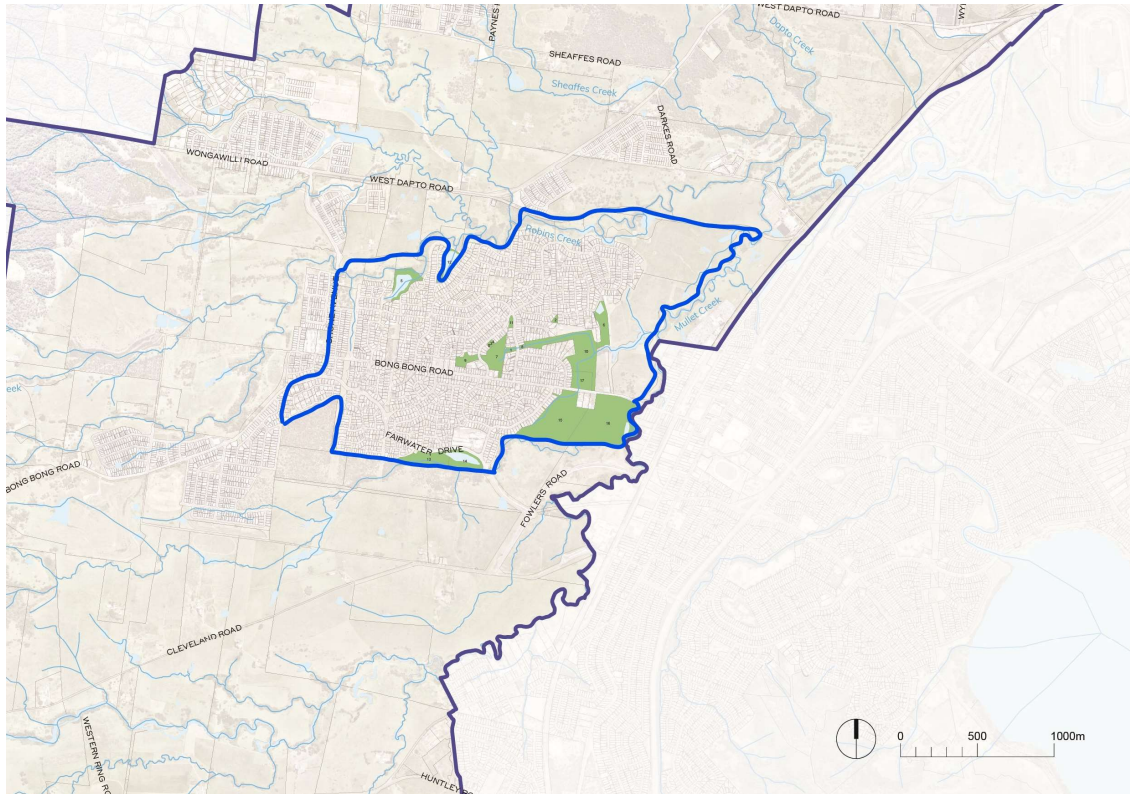 WEST DAPTO ROAD
Dapto Creek
SHEAFFES ROAD
Sheaffes Creek
DARKES ROAD
WONGAWILLI ROAD
WEST DAPTO ROAD
Robins Creek
Mullet Creek
BONG BONG ROAD
FAIRWATER DRIVE
BONG BONG ROAD
FOWLERS ROAD
CLEVELAND ROAD
WESTERN RING RO
HUNTLEY RO
0 500 1000m